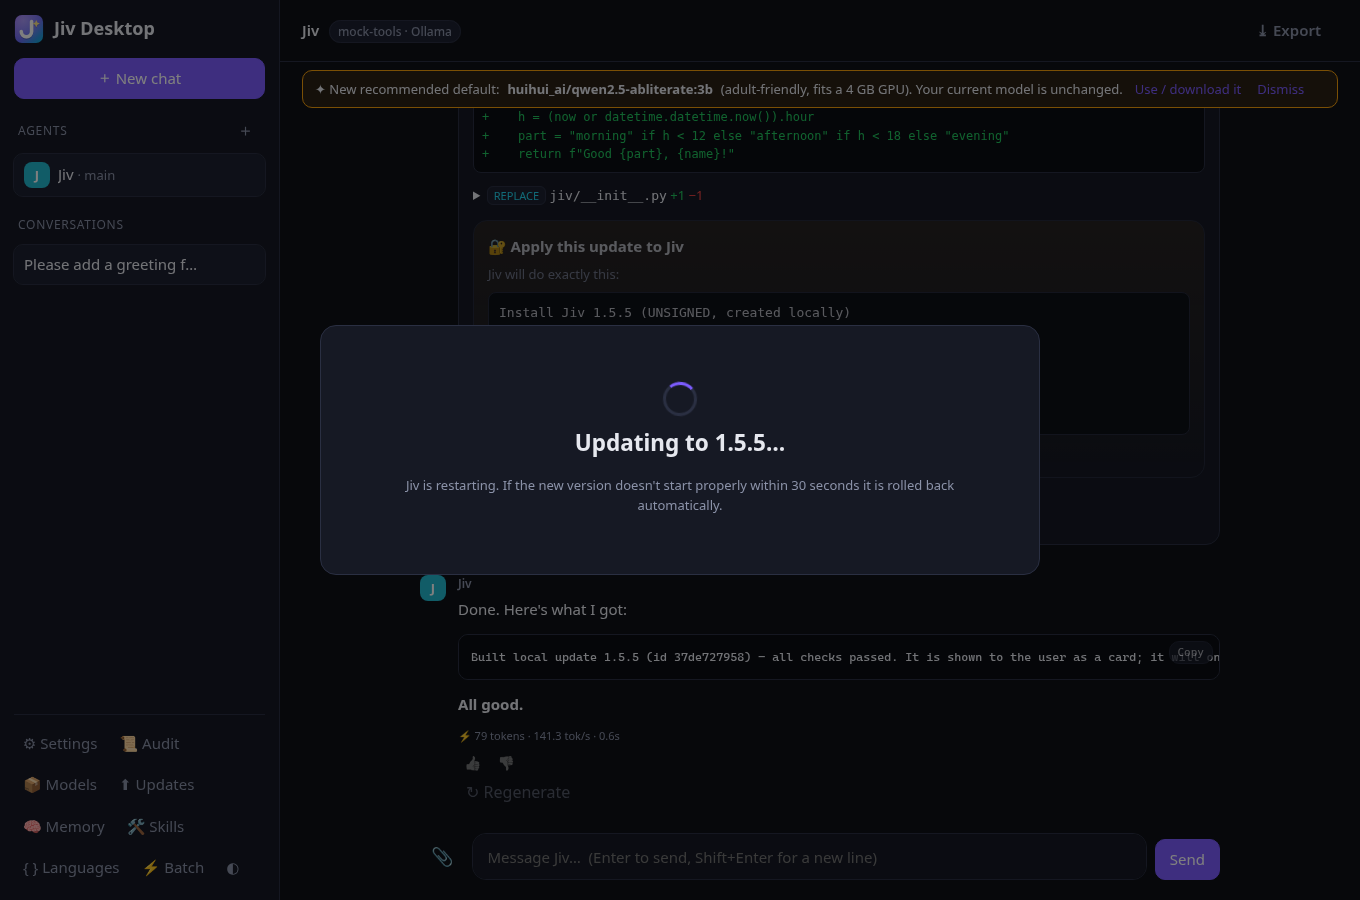 Jiv Desktop
+ New chat
AGENTS +
J Jiv · main
CONVERSATIONS
Please add a greeting f...
⚙ Settings 📜 Audit
📦 Models ⬆ Updates
🧠 Memory 🛠️ Skills
{ } Languages ⚡ Batch ◐
Jiv mock-tools · Ollama ⤓ Export
✦ New recommended default: huihui_ai/qwen2.5-abliterate:3b (adult-friendly, fits a 4 GB GPU). Your current model is unchanged. Use / download it Dismiss
+ h = (now or datetime.datetime.now()).hour
+ part = "morning" if h < 12 else "afternoon" if h < 18 else "evening"
+ return f"Good {part}, {name}!"
▶ REPLACE jiv/__init__.py +1 −1
🔐 Apply this update to Jiv
Jiv will do exactly this:
Install Jiv 1.5.5 (UNSIGNED, created locally)
Updating to 1.5.5…
Jiv is restarting. If the new version doesn't start properly within 30 seconds it is rolled back
automatically.
J Jiv
Done. Here's what I got:
Copy
Built local update 1.5.5 (id 37de727958) — all checks passed. It is shown to the user as a card; it will on
All good.
⚡ 79 tokens · 141.3 tok/s · 0.6s
👍 👎
↻ Regenerate
📎 Message Jiv… (Enter to send, Shift+Enter for a new line) Send